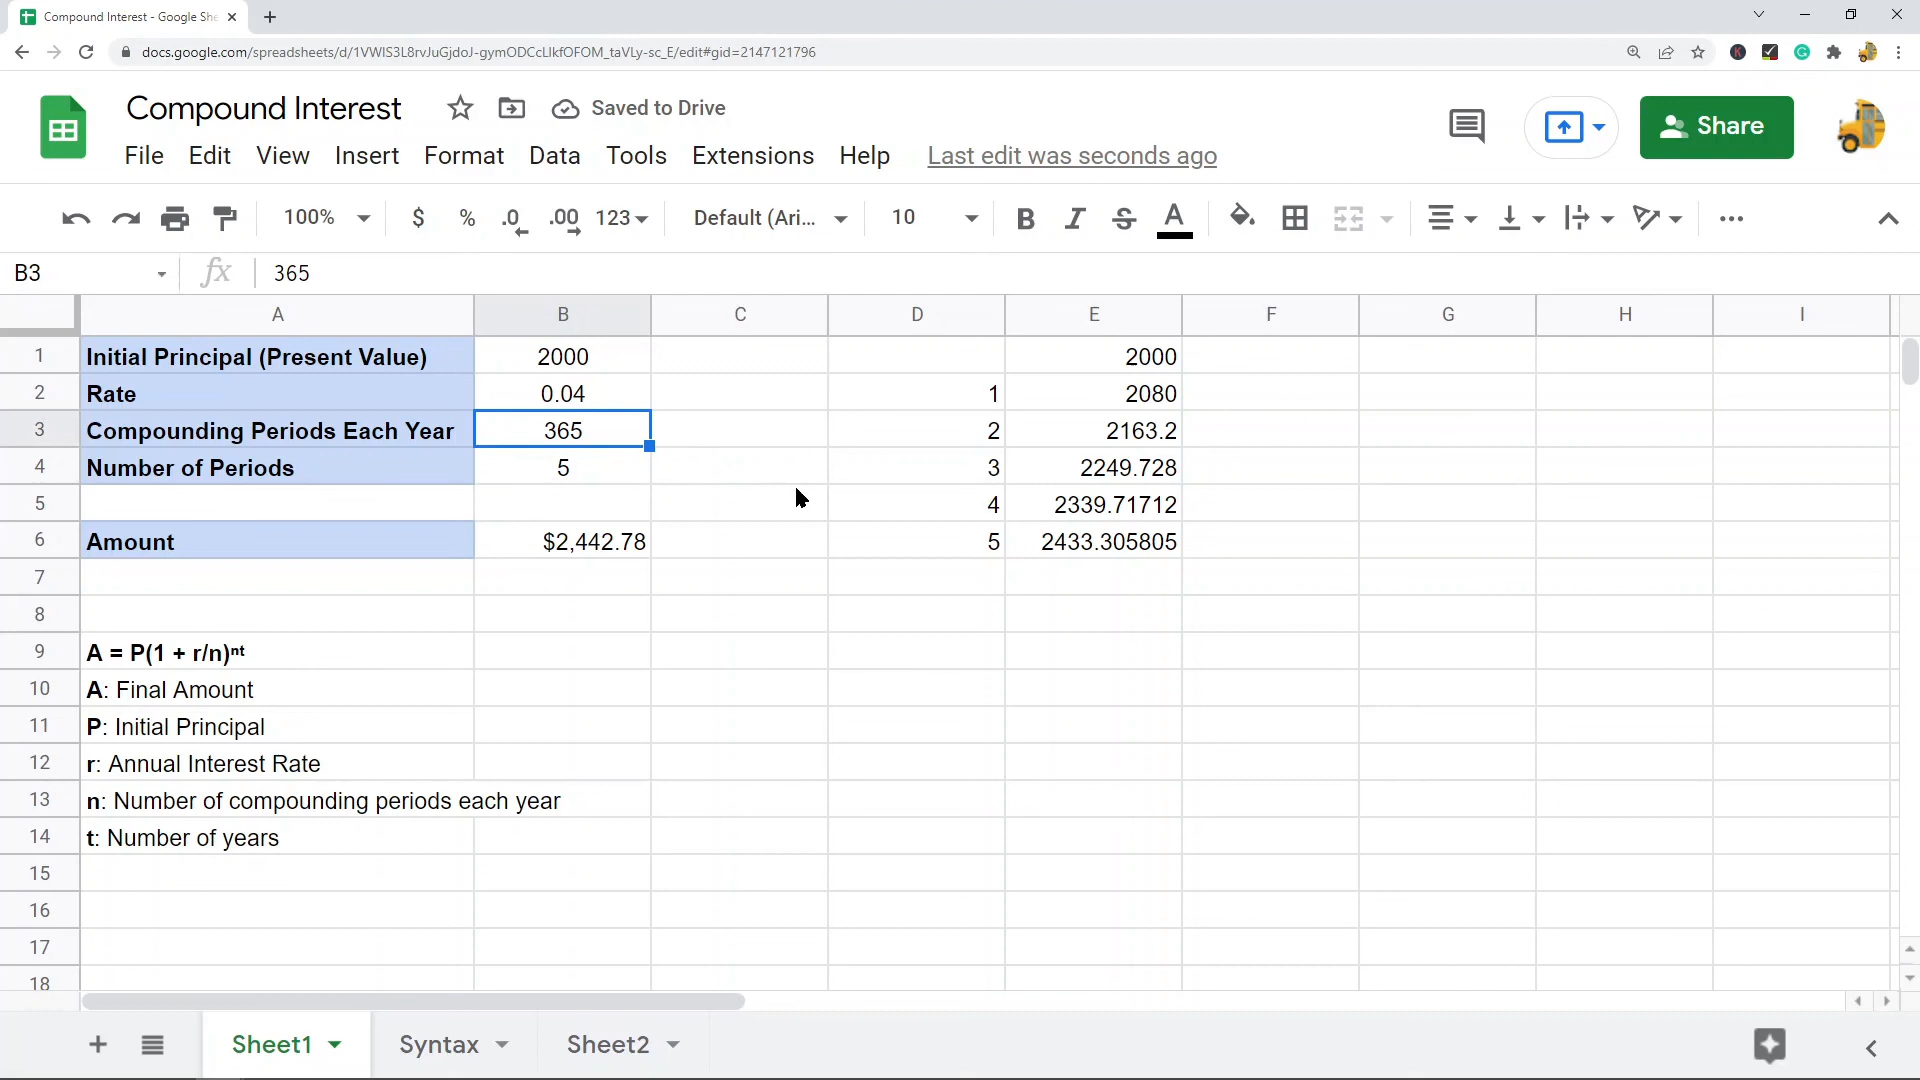 Compound Interest - Google She
docs.google.com/spreadsheets/d/1VWIS3L8rvJuGjdoJ-gymODCcLIkfOFOM_taVLy-sc_E/edit#gid=2147121796
Compound Interest Saved to Drive
File Edit View Insert Format Data Tools Extensions Help Last edit was seconds ago
Share
100% $ % .0 .00 123 Default (Ari... 10 B I S A
B3 fx 365
A B C D E F G H I
1 Initial Principal (Present Value) 2000 2000
2 Rate 0.04 1 2080
3 Compounding Periods Each Year 365 2 2163.2
4 Number of Periods 5 3 2249.728
5 4 2339.71712
6 Amount $2,442.78 5 2433.305805
7
8
9 A = P(1 + r/n)ⁿᵗ
10 A: Final Amount
11 P: Initial Principal
12 r: Annual Interest Rate
13 n: Number of compounding periods each year
14 t: Number of years
15
16
17
18
Sheet1 Syntax Sheet2